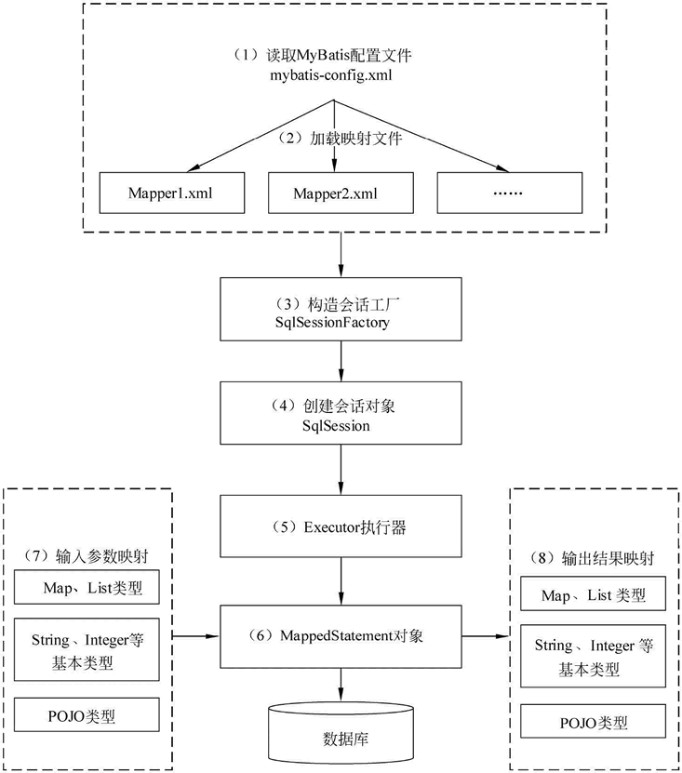 （1）读取MyBatis配置文件
mybatis-config.xml
（2）加载映射文件
Mapper1.xml
Mapper2.xml
……
（3）构造会话工厂
SqlSessionFactory
（4）创建会话对象
SqlSession
（5）Executor执行器
（7）输入参数映射
Map、List类型
String、Integer等
基本类型
POJO类型
（6）MappedStatement对象
（8）输出结果映射
Map、List 类型
String、Integer 等
基本类型
POJO类型
数据库